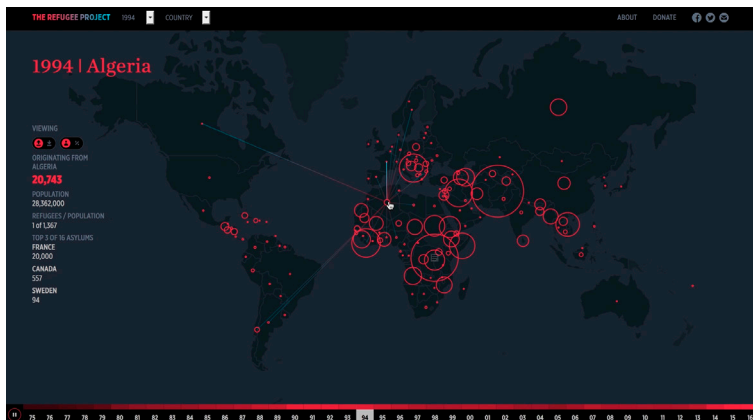 THE REFUGEE PROJECT 1994 COUNTRY ABOUT DONATE
1994 | Algeria
VIEWING
ORIGINATING FROM
ALGERIA
20,743
POPULATION
28,362,000
REFUGEES / POPULATION
1 of 1,367
TOP 3 OF 16 ASYLUMS
FRANCE
20,000
CANADA
557
SWEDEN
94
75 76 77 78 79 80 81 82 83 84 85 86 87 88 89 90 91 92 93 94 95 96 97 98 99 00 01 02 03 04 05 06 07 08 09 10 11 12 13 14 15 16